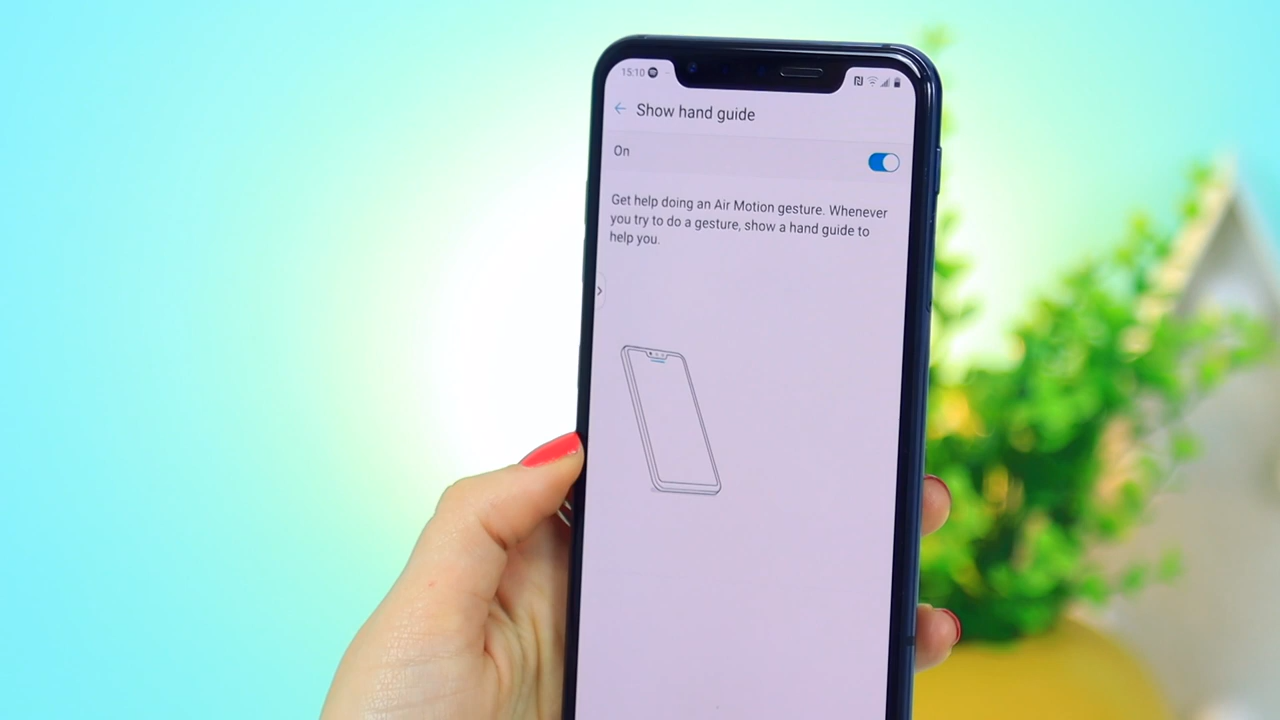 15:10
Show hand guide
On
Get help doing an Air Motion gesture. Whenever
you try to do a gesture, show a hand guide to
help you.